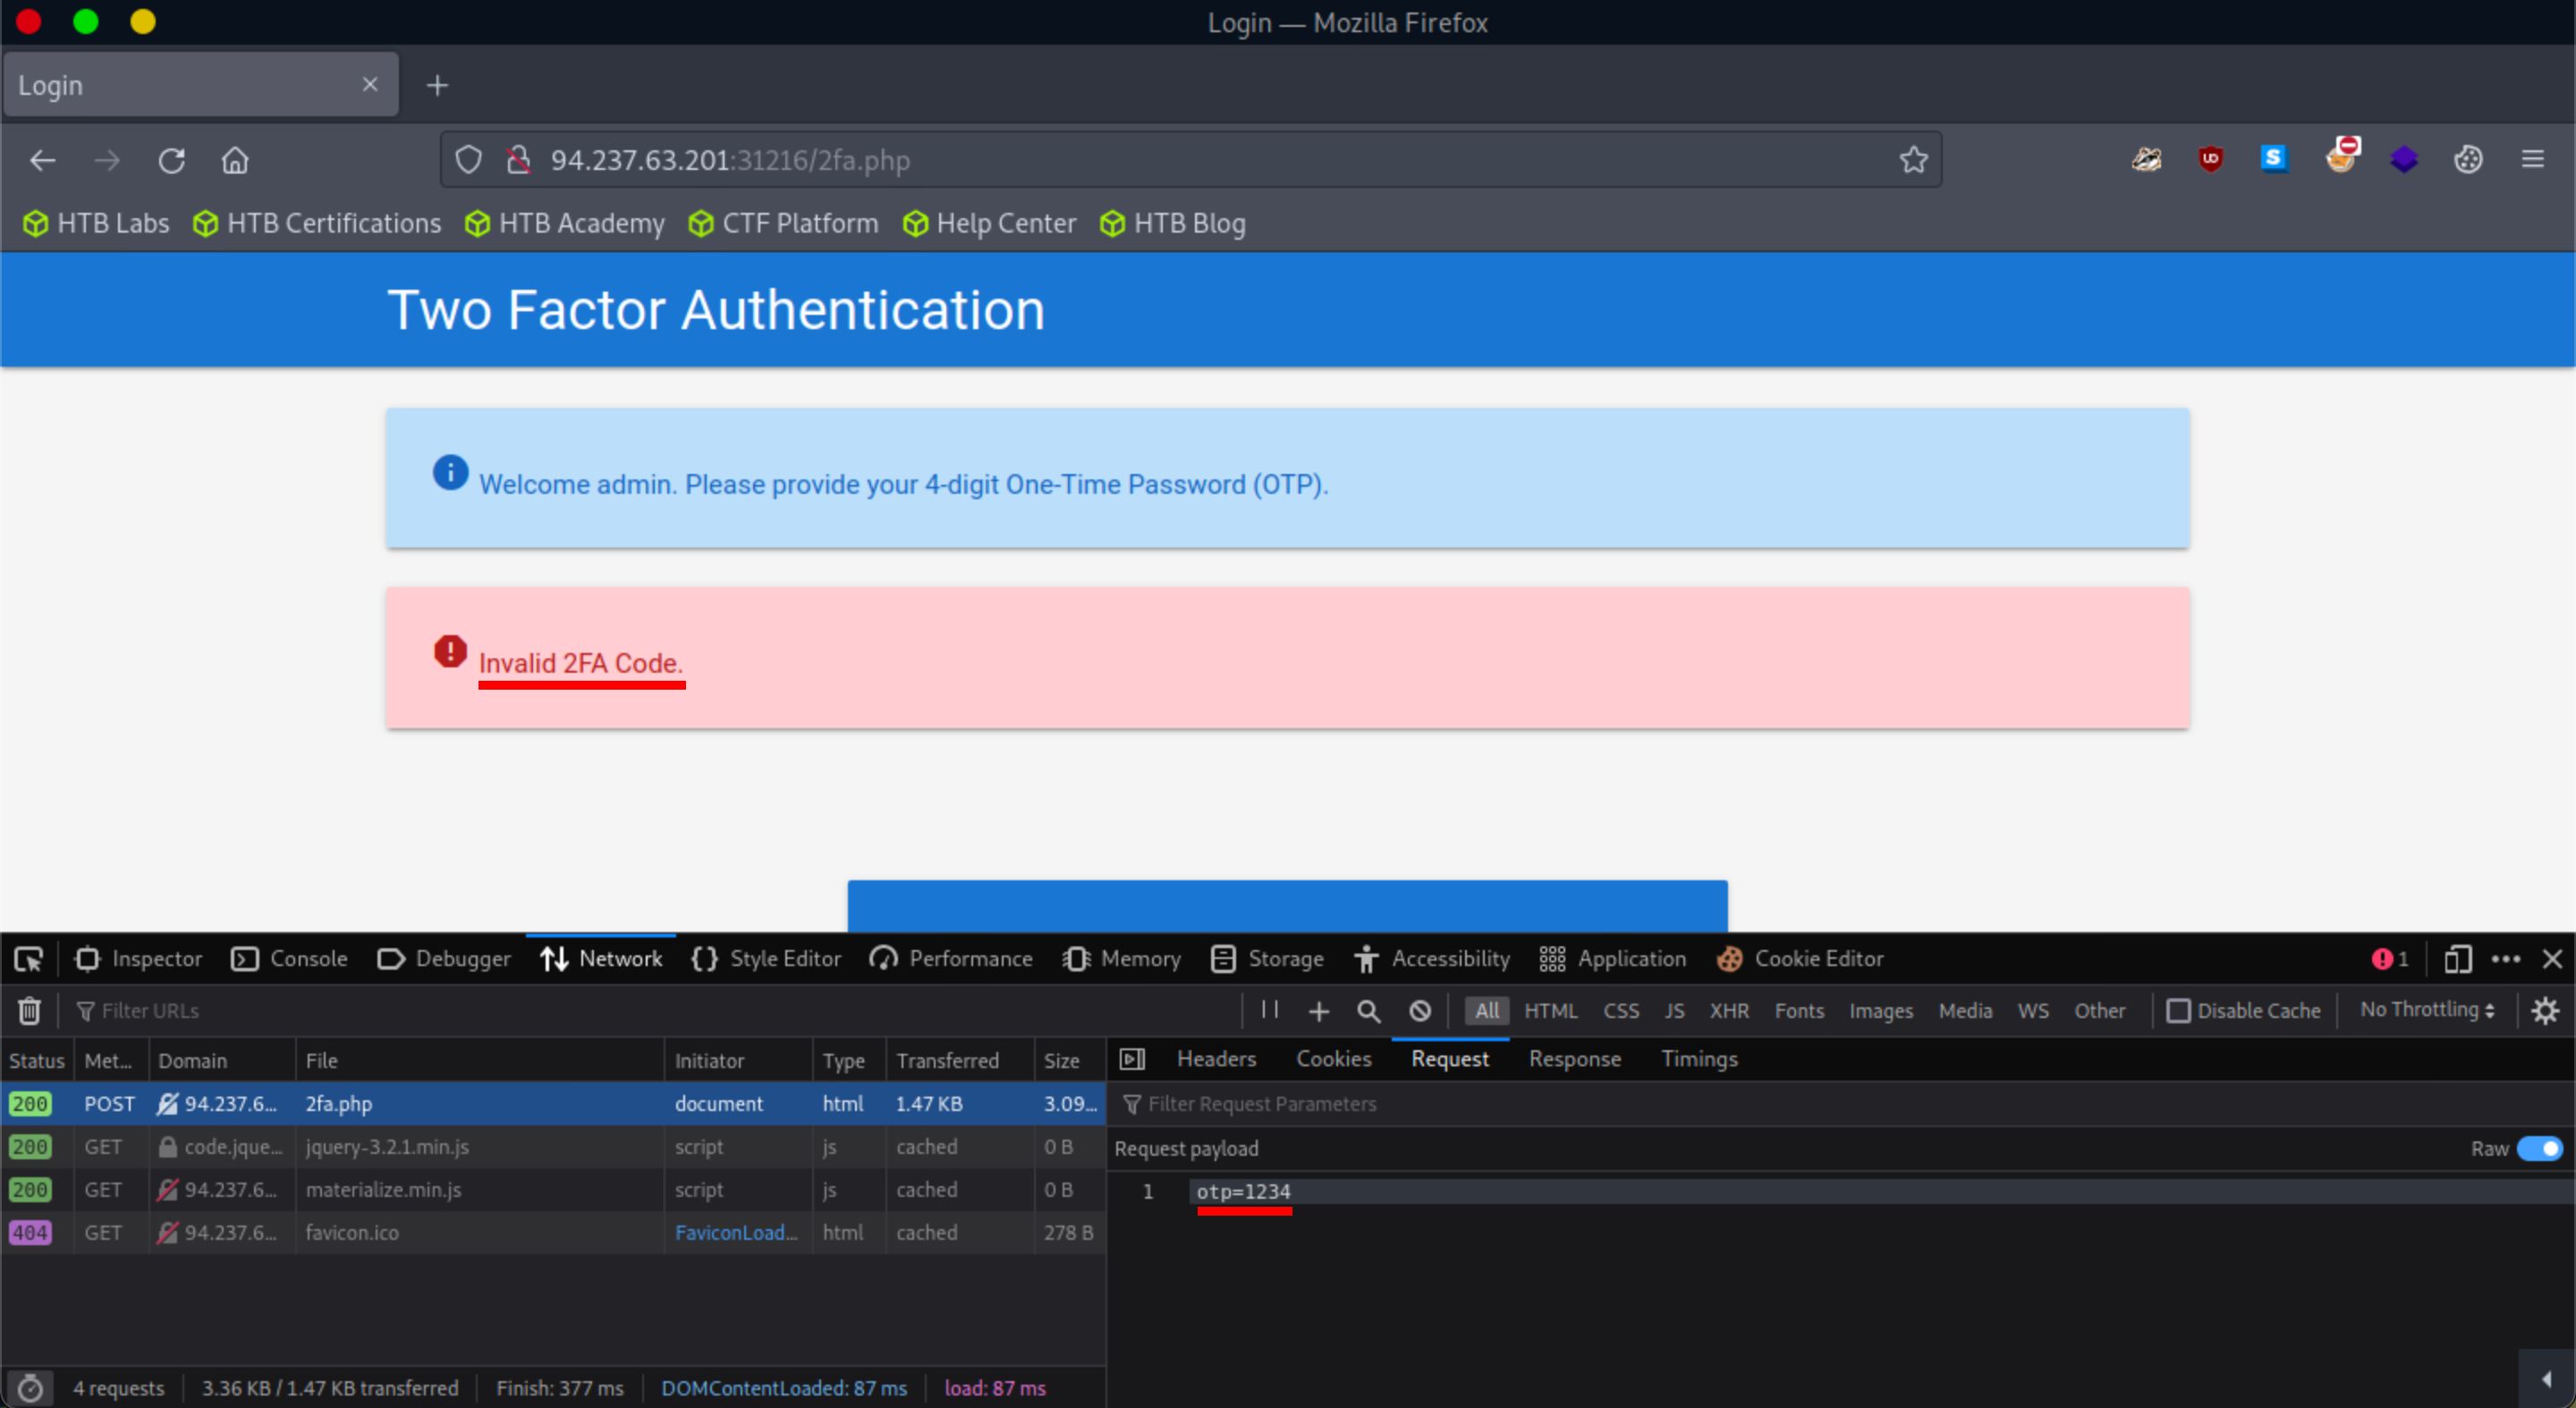 Login — Mozilla Firefox
Login
94.237.63.201:31216/2fa.php
HTB Labs HTB Certifications HTB Academy CTF Platform Help Center HTB Blog
Two Factor Authentication
Welcome admin. Please provide your 4-digit One-Time Password (OTP).
Invalid 2FA Code.
Inspector Console Debugger Network Style Editor Performance Memory Storage Accessibility Application Cookie Editor 1
Filter URLs All HTML CSS JS XHR Fonts Images Media WS Other Disable Cache No Throttling
Status Met... Domain File Initiator Type Transferred Size Headers Cookies Request Response Timings
200 POST 94.237.6... 2fa.php document html 1.47 KB 3.09... Filter Request Parameters
200 GET code.jque... jquery-3.2.1.min.js script js cached 0 B Request payload Raw
200 GET 94.237.6... materialize.min.js script js cached 0 B 1 otp=1234
404 GET 94.237.6... favicon.ico FaviconLoad... html cached 278 B
4 requests 3.36 KB / 1.47 KB transferred Finish: 377 ms DOMContentLoaded: 87 ms load: 87 ms